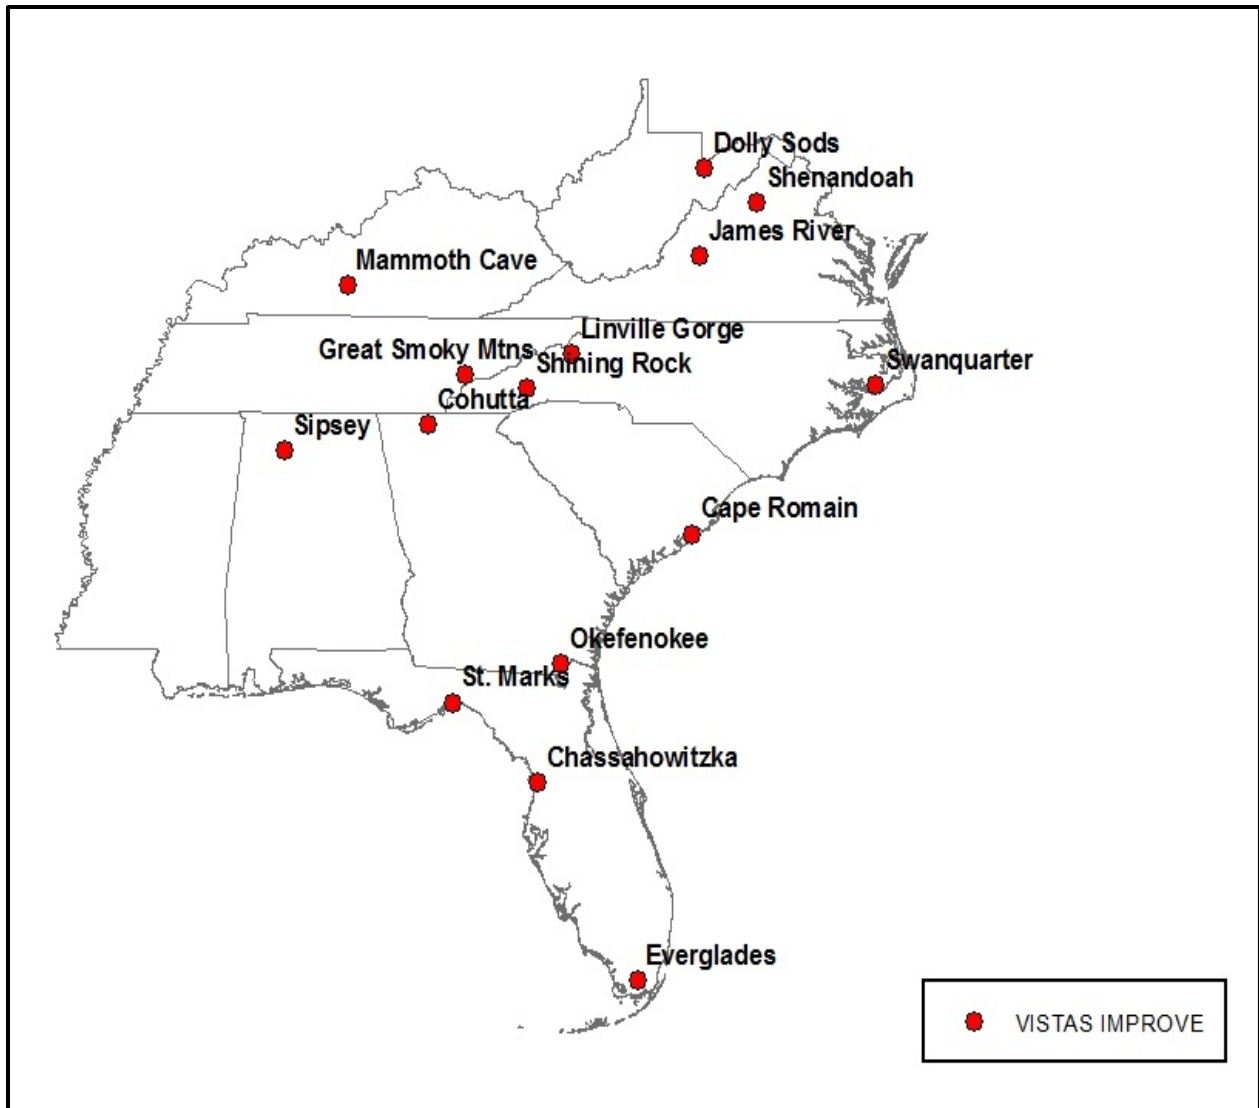 Dolly Sods
Shenandoah
James River
Mammoth Cave
Linville Gorge
Great Smoky Mtns
Shining Rock
Swanquarter
Cohutta
Sipsey
Cape Romain
Okefenokee
St. Marks
Chassahowitzka
Everglades
VISTAS IMPROVE